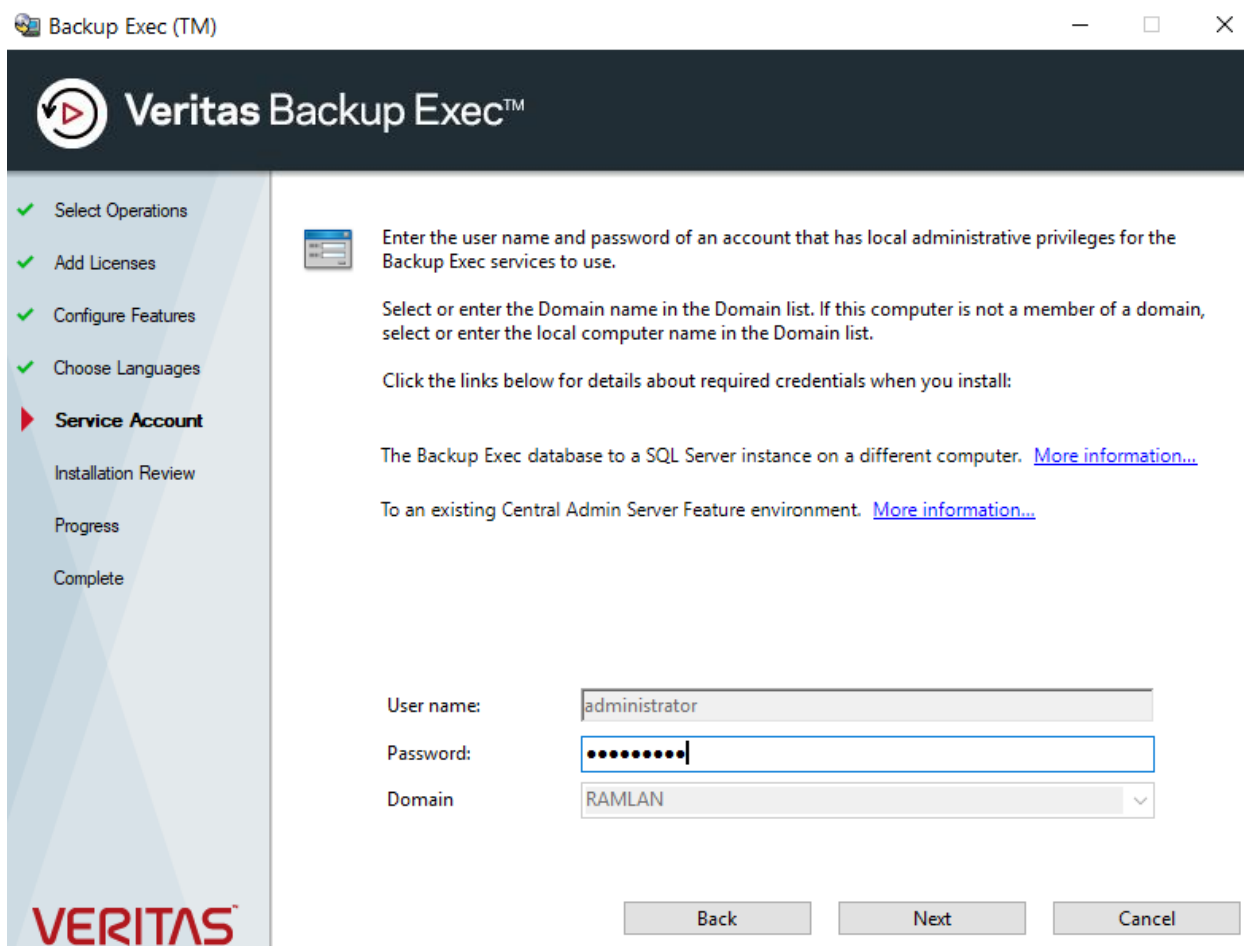 Backup Exec (TM)
Veritas Backup Exec™
Select Operations
Add Licenses
Configure Features
Choose Languages
Service Account
Installation Review
Progress
Complete
Enter the user name and password of an account that has local administrative privileges for the
Backup Exec services to use.
Select or enter the Domain name in the Domain list. If this computer is not a member of a domain,
select or enter the local computer name in the Domain list.
Click the links below for details about required credentials when you install:
The Backup Exec database to a SQL Server instance on a different computer. More information...
To an existing Central Admin Server Feature environment. More information...
User name: administrator
Password: •••••••••
Domain RAMLAN
VERITAS™
Back Next Cancel